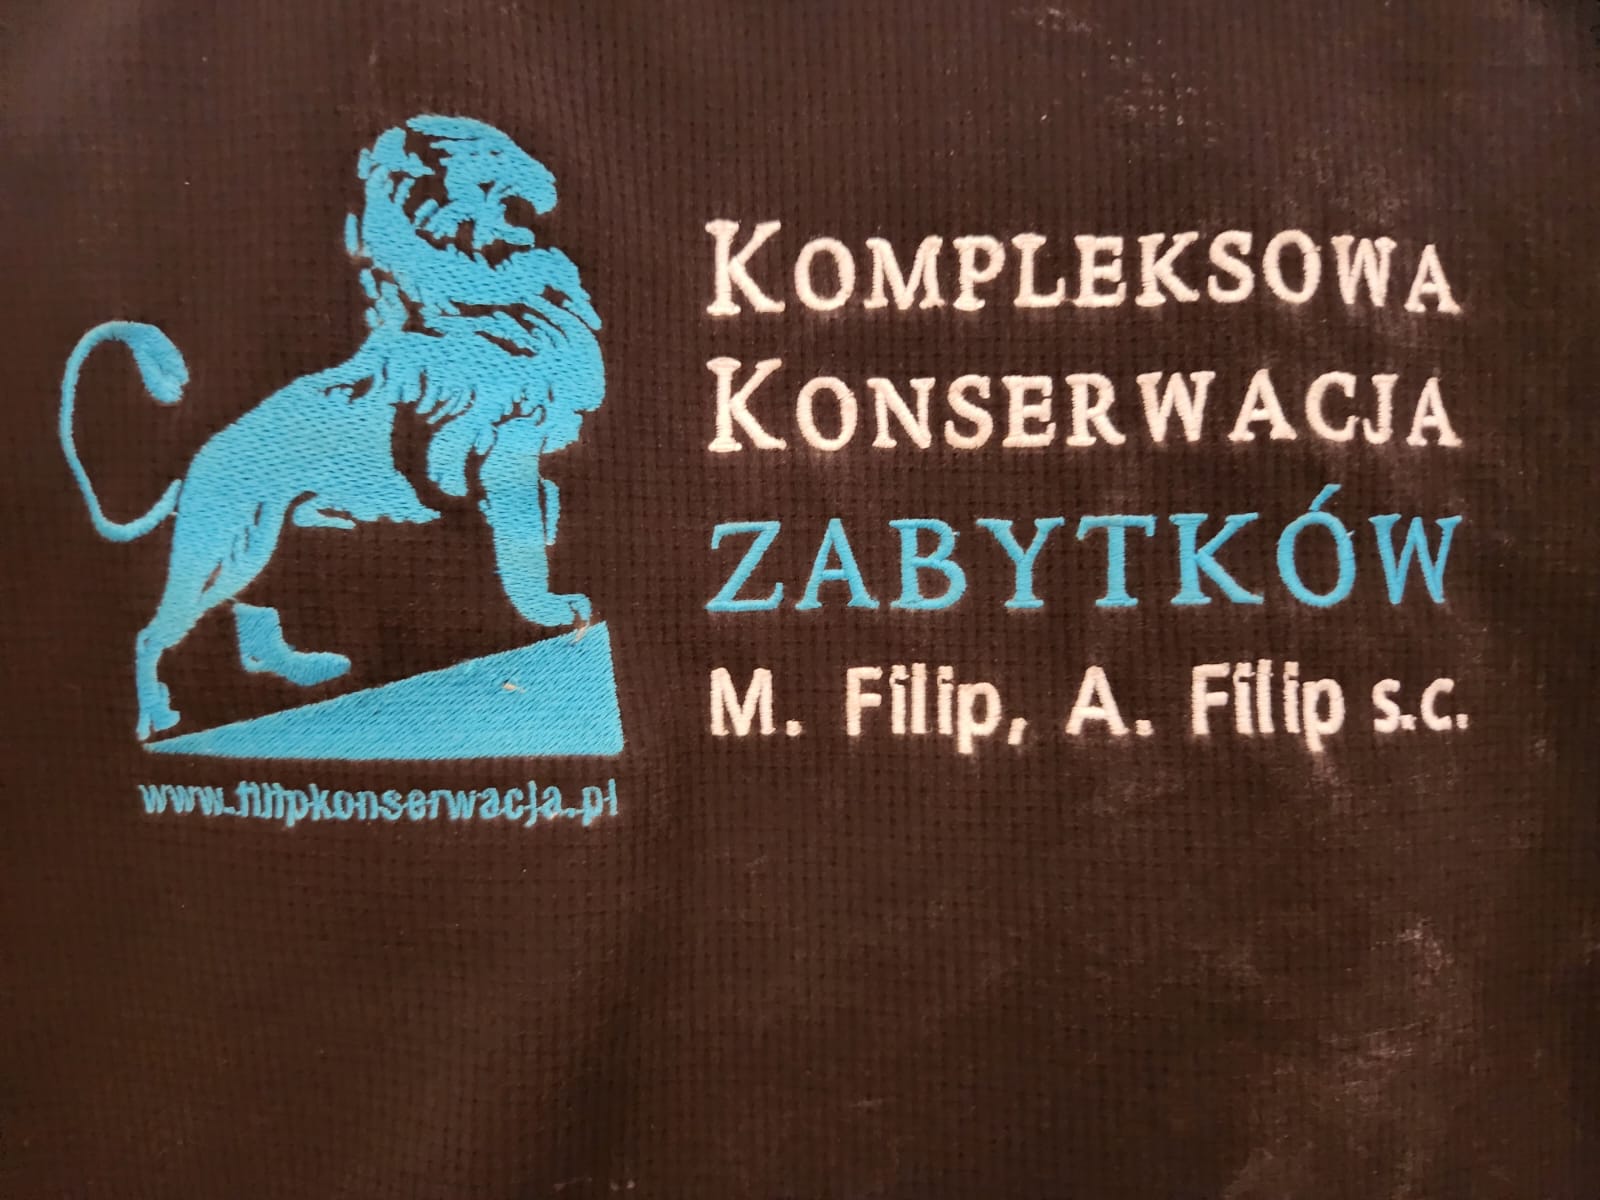 KOMPLEKSOWA
KONSERWACJA
ZABYTKÓW
M. Filip, A. Filip s.c.
www.filipkonserwacja.pl